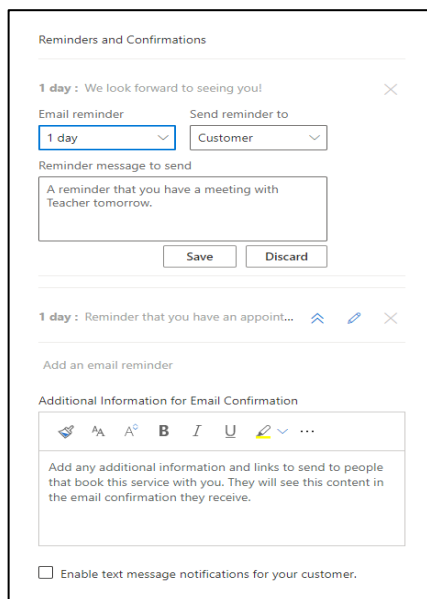 Reminders and Confirmations
1 day : We look forward to seeing you!
Email reminder Send reminder to
1 day Customer
Reminder message to send
A reminder that you have a meeting with
Teacher tomorrow.
Save Discard
1 day : Reminder that you have an appoint...
Add an email reminder
Additional Information for Email Confirmation
AA A B I U ...
Add any additional information and links to send to people
that book this service with you. They will see this content in
the email confirmation they receive.
Enable text message notifications for your customer.